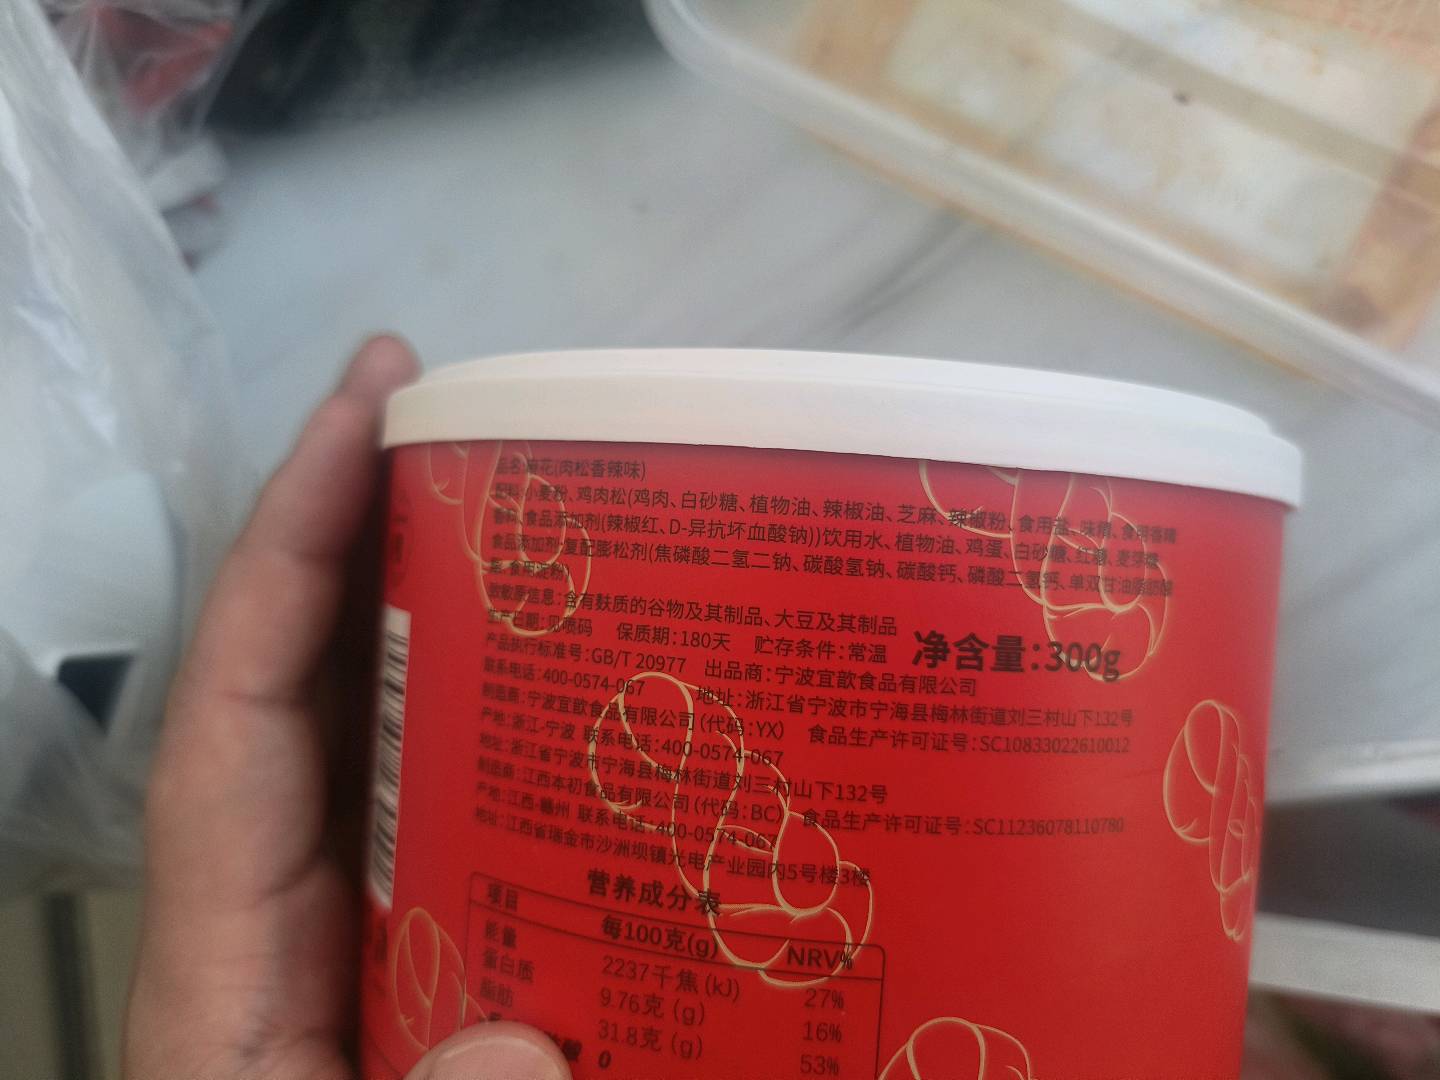 品名:麻花(肉松香辣味)
配料:小麦粉、鸡肉松(鸡肉、白砂糖、植物油、辣椒油、芝麻、辣椒粉、食用盐、味精、食用香精
香料、食品添加剂(辣椒红、D-异抗坏血酸钠))饮用水、植物油、鸡蛋、白砂糖、红糖、麦芽糖
食品添加剂:复配膨松剂(焦磷酸二氢二钠、碳酸氢钠、碳酸钙、磷酸二氢钙、单双甘油脂肪酸
酯、食用淀粉)
致敏原信息:含有麸质的谷物及其制品、大豆及其制品
生产日期:见喷码 保质期:180天 贮存条件:常温 净含量:300g
产品执行标准号:GB/T 20977 出品商:宁波宜歆食品有限公司
联系电话:400-0574-067 地址:浙江省宁波市宁海县梅林街道刘三村山下132号
制造商:宁波宜歆食品有限公司(代码:YX) 食品生产许可证号:SC10833022610012
产地:浙江-宁波 联系电话:400-0574-067
地址:浙江省宁波市宁海县梅林街道刘三村山下132号
制造商:江西本初食品有限公司(代码:BC) 食品生产许可证号:SC11236078110780
产地:江西-赣州 联系电话:400-0574-067
地址:江西省瑞金市沙洲坝镇光电产业园内5号楼3楼
营养成分表
项目 每100克(g) NRV%
能量 2237千焦(kJ) 27%
蛋白质 9.76克(g) 16%
脂肪 31.8克(g) 53%
酸 0